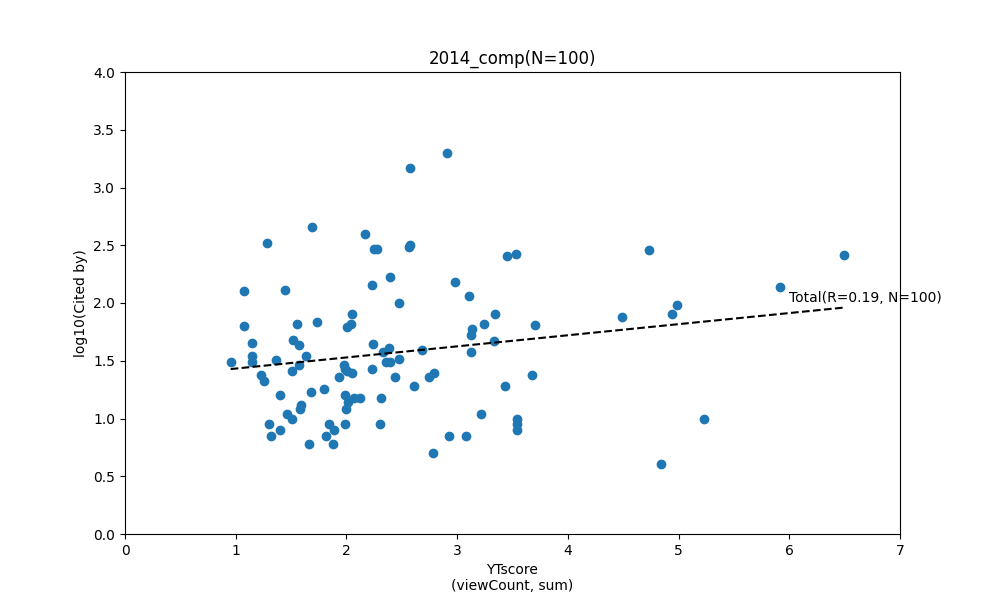 2014_comp(N=100)
4.0
3.5
3.0
2.5
2.0
1.5
1.0
0.5
0.0
log10(Cited by)
Total(R=0.19, N=100)
0 1 2 3 4 5 6 7
YTscore
(viewCount, sum)